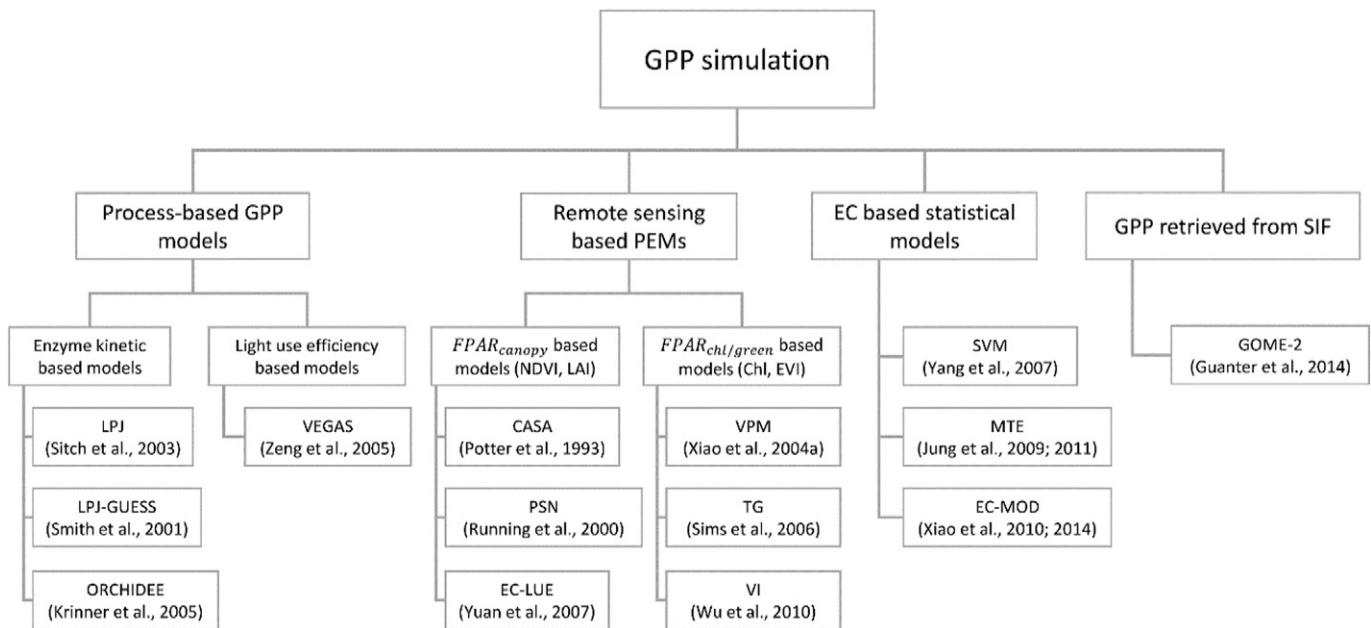 GPP simulation
Process-based GPP
models
Remote sensing
based PEMs
EC based statistical
models
GPP retrieved from SIF
Enzyme kinetic
based models
Light use efficiency
based models
FPAR_canopy based
models (NDVI, LAI)
FPAR_chl/green based
models (Chl, EVI)
LPJ
(Sitch et al., 2003)
LPJ-GUESS
(Smith et al., 2001)
ORCHIDEE
(Krinner et al., 2005)
VEGAS
(Zeng et al., 2005)
CASA
(Potter et al., 1993)
PSN
(Running et al., 2000)
EC-LUE
(Yuan et al., 2007)
VPM
(Xiao et al., 2004a)
TG
(Sims et al., 2006)
VI
(Wu et al., 2010)
SVM
(Yang et al., 2007)
MTE
(Jung et al., 2009; 2011)
EC-MOD
(Xiao et al., 2010; 2014)
GOME-2
(Guanter et al., 2014)